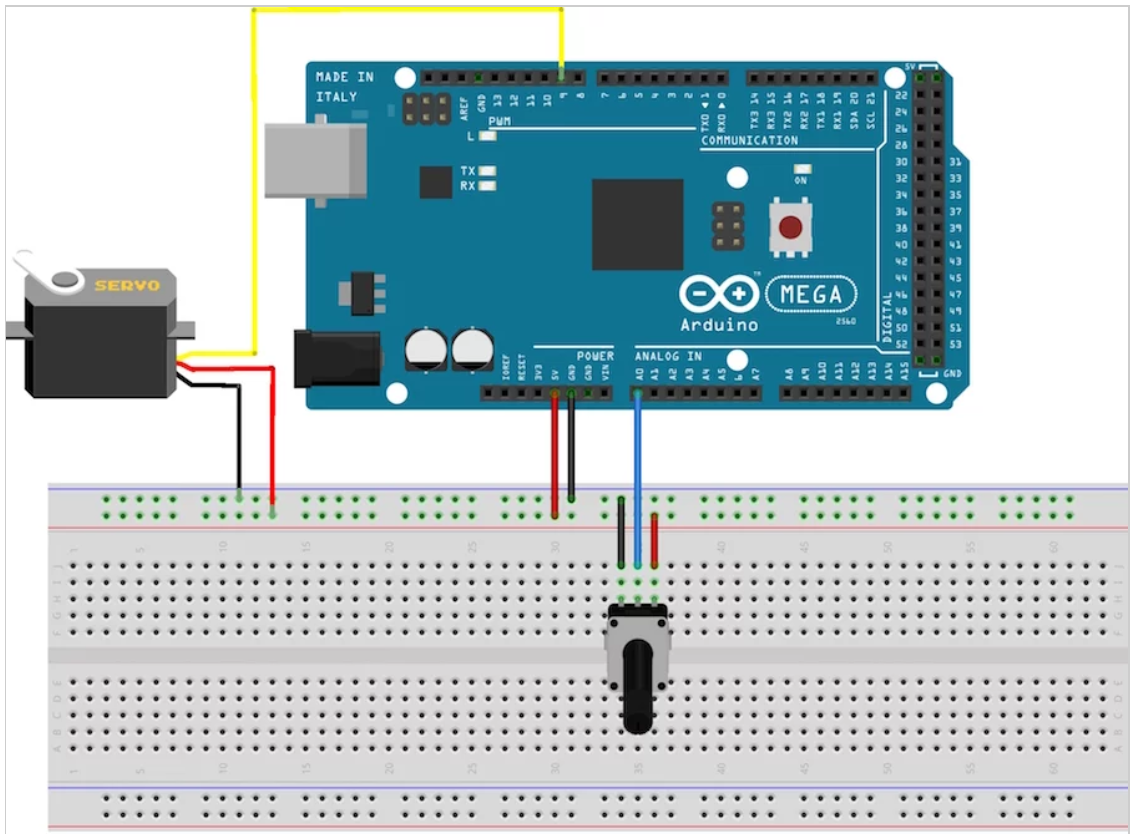 MADE IN
ITALY
AREF
GND
13
12
11
10
9
8
7
6
5
4
3
2
TX0 ◄ 1
RX0 ► 0
TX3 14
RX3 15
TX2 16
RX2 17
TX1 18
RX1 19
SDA 20
SCL 21
5V
PWM
COMMUNICATION
L
TX
RX
ON
22
24
26
28
30
31
32
33
34
35
36
37
38
39
40
41
42
43
44
45
46
47
48
49
50
51
52
53
DIGITAL
GND
SERVO
TM
MEGA
2560
Arduino
POWER
ANALOG IN
IOREF
RESET
3V3
5V
GND
GND
VIN
A0
A1
A2
A3
A4
A5
6
A7
A8
A9
A10
A11
A12
A13
A14
A15
1
5
10
15
20
25
30
40
45
50
55
60
J
I
H
G
F
J
I
H
G
F
E
D
C
B
A
E
D
C
B
A
1
5
10
15
20
25
30
35
40
45
50
55
60